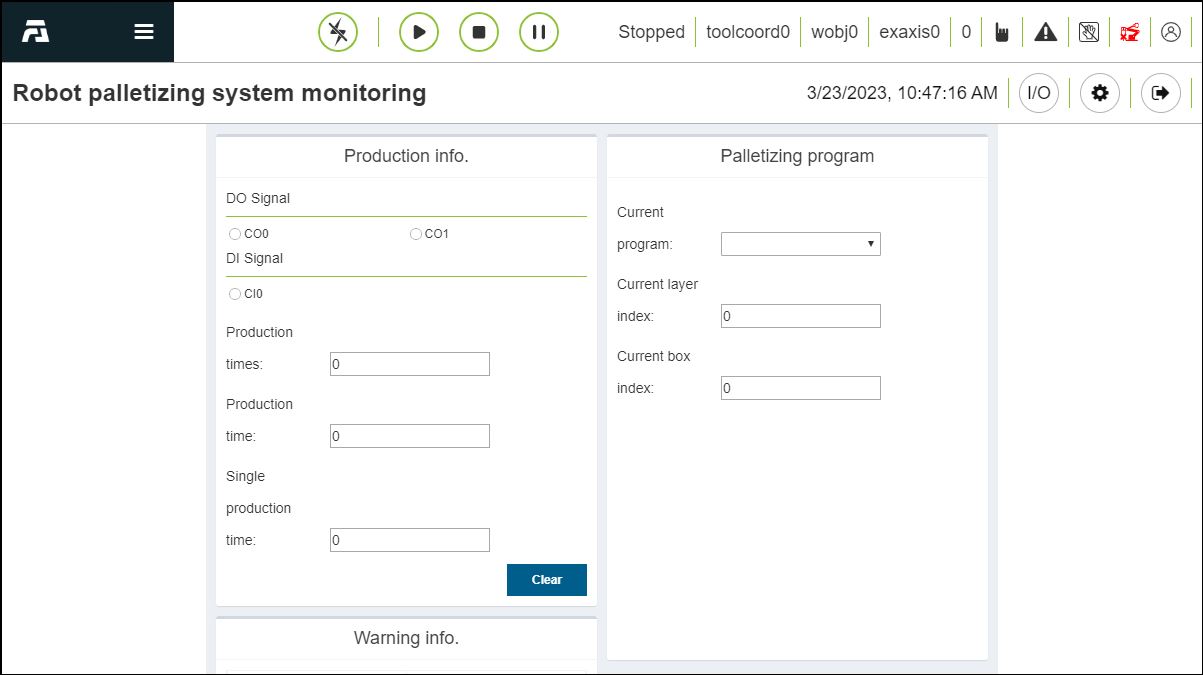 Stopped toolcoord0 wobj0 exaxis0 0
Robot palletizing system monitoring
3/23/2023, 10:47:16 AM I/O
Production info.
DO Signal
CO0 CO1
DI Signal
CI0
Production
times: 0
Production
time: 0
Single
production
time: 0
Clear
Warning info.
Palletizing program
Current
program:
Current layer
index: 0
Current box
index: 0